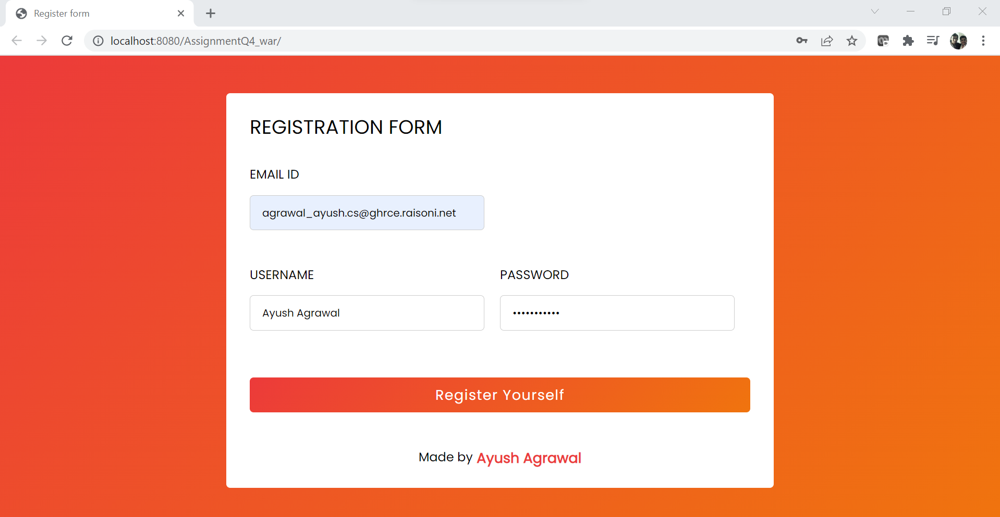 Register form
localhost:8080/AssignmentQ4_war/
REGISTRATION FORM
EMAIL ID
agrawal_ayush.cs@ghrce.raisoni.net
USERNAME PASSWORD
Ayush Agrawal •••••••••••
Register Yourself
Made by Ayush Agrawal